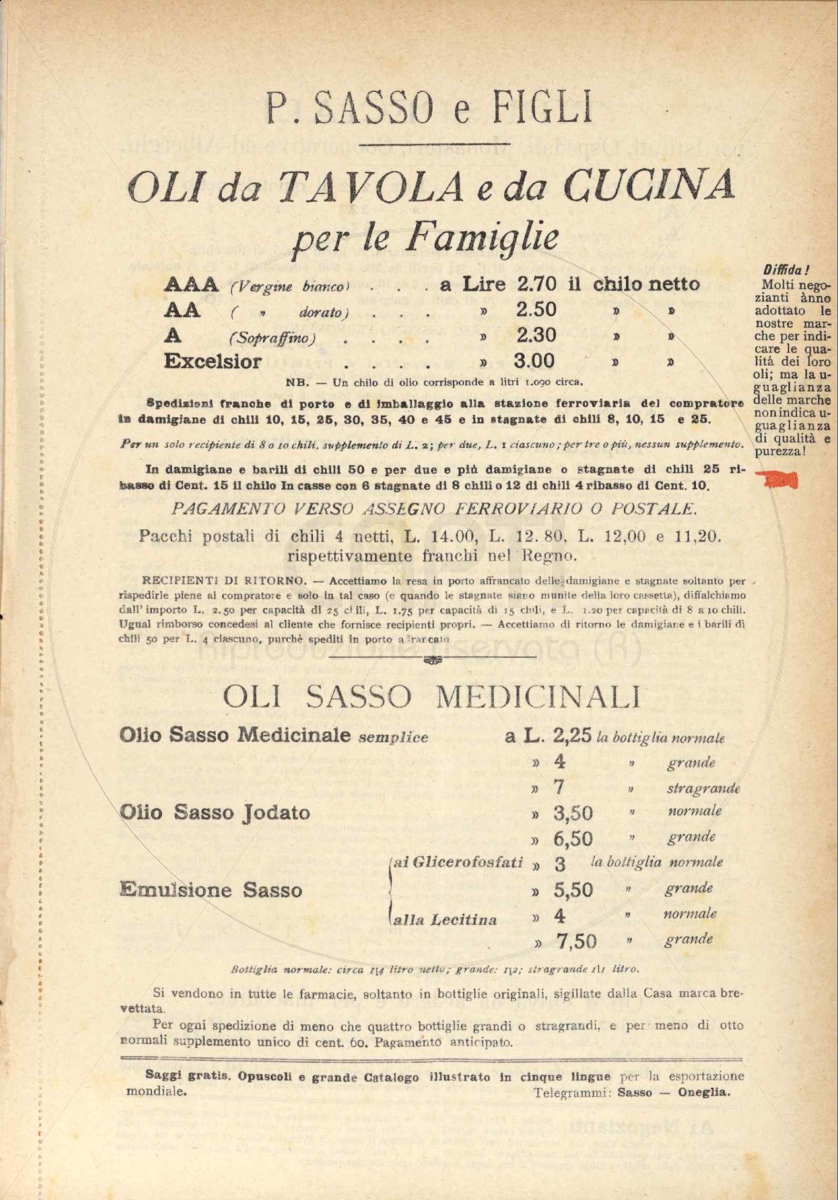 P. SASSO e FIGLI
OLI da TAVOLA e da CUCINA
per le Famiglie
AAA (Vergine bianco) . . . a Lire 2.70 il chilo netto
AA ( " dorato) . . . » 2.50 » »
A (Sopraffino) . . . . » 2.30 » »
Excelsior . . . . » 3.00 » »
NB. — Un chilo di olio corrisponde a litri 1.090 circa.
Spedizioni franche di porto e di imballaggio alla stazione ferroviaria del compratore
in damigiane di chili 10, 15, 25, 30, 35, 40 e 45 e in stagnate di chili 8, 10, 15 e 25.
Per un solo recipiente di 8 o 10 chili, supplemento di L. 2; per due, L. 1 ciascuno; per tre o più, nessun supplemento.
In damigiane e barili di chili 50 e per due e più damigiane o stagnate di chili 25 ri-
basso di Cent. 15 il chilo In casse con 6 stagnate di 8 chili o 12 di chili 4 ribasso di Cent. 10.
PAGAMENTO VERSO ASSEGNO FERROVIARIO O POSTALE.
Pacchi postali di chili 4 netti, L. 14.00, L. 12.80, L. 12,00 e 11,20.
rispettivamente franchi nel Regno.
RECIPIENTI DI RITORNO. — Accettiamo la resa in porto affrancato delle damigiane e stagnate soltanto per
rispedirle piene al compratore e solo in tal caso (e quando le stagnate siano munite della loro cassetta), diffalchiamo
dall' importo L. 2.50 per capacità di 25 chili, L. 1.75 per capacità di 15 chili, e L. 1.20 per capacità di 8 a 10 chili.
Ugual rimborso concedesi al cliente che fornisce recipienti propri. — Accettiamo di ritorno le damigiane e i barili di
chili 50 per L. 4 ciascuno, purchè spediti in porto affrancato
Diffida!
Molti nego-
zianti ànno
adottato le
nostre mar-
che per indi-
care le qua-
lità dei loro
oli; ma la u-
guaglianza
delle marche
non indica u-
guaglianza
di qualità e
purezza!
riproduzione riservata (R)
OLI SASSO MEDICINALI
Olio Sasso Medicinale semplice a L. 2,25 la bottiglia normale
» 4 " grande
» 7 " stragrande
Olio Sasso Jodato » 3,50 " normale
» 6,50 " grande
ai Glicerofosfati » 3 la bottiglia normale
Emulsione Sasso » 5,50 " grande
alla Lecitina » 4 " normale
» 7,50 " grande
Bottiglia normale: circa 1\4 litro netto; grande: 1\2; stragrande 1\1 litro.
Si vendono in tutte le farmacie, soltanto in bottiglie originali, sigillate dalla Casa marca bre-
vettata.
Per ogni spedizione di meno che quattro bottiglie grandi o stragrandi, e per meno di otto
normali supplemento unico di cent. 60. Pagamento anticipato.
Saggi gratis. Opuscoli e grande Catalogo illustrato in cinque lingue per la esportazione
mondiale. Telegrammi: Sasso — Oneglia.